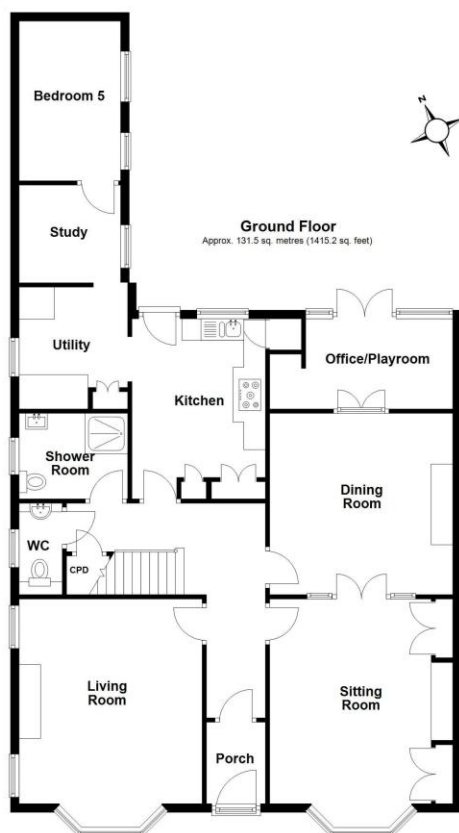 Bedroom 5
N
Study
Ground Floor
Approx. 131.5 sq. metres (1415.2 sq. feet)
Utility
Office/Playroom
Kitchen
Shower
Room
Dining
Room
WC
CPD
Living
Room
Sitting
Room
Porch